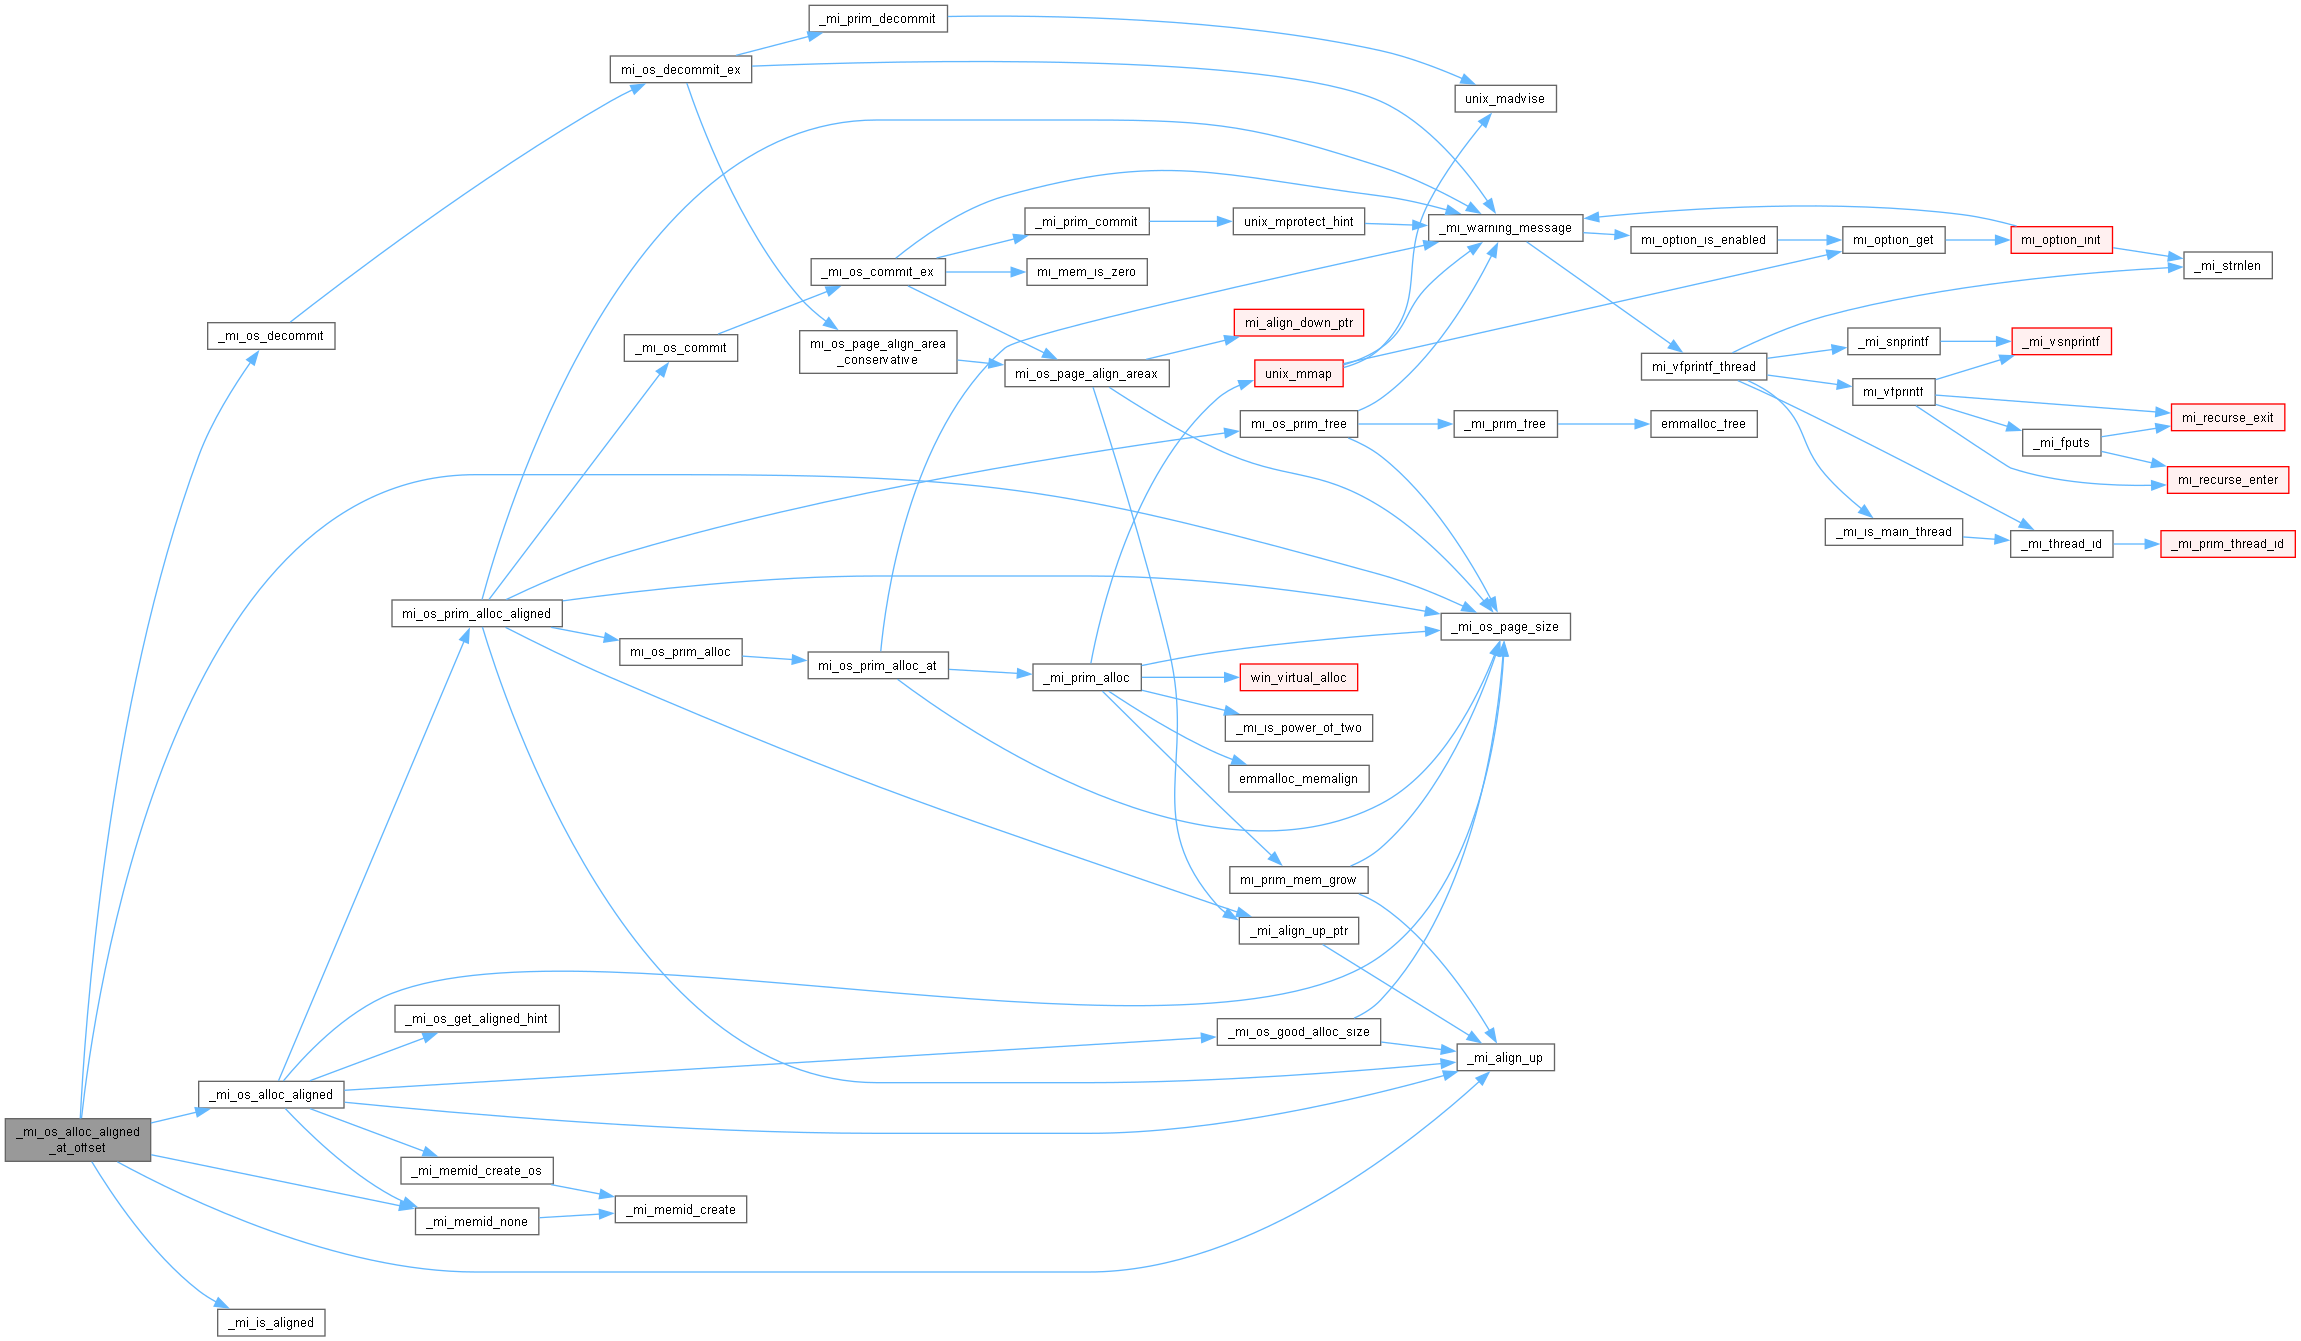 _mi_prim_decommit
mi_os_decommit_ex
unix_madvise
_mi_prim_commit
unix_mprotect_hint
_mi_warning_message
mi_option_is_enabled
mi_option_get
mi_option_init
_mi_strnlen
_mi_os_commit_ex
mi_mem_is_zero
_mi_os_decommit
_mi_os_commit
mi_os_page_align_area
_conservative
mi_align_down_ptr
mi_os_page_align_areax
unix_mmap
_mi_snprintf
_mi_vsnprintf
mi_vfprintf_thread
mi_vfprintf
mi_os_prim_free
_mi_prim_free
emmalloc_free
mi_recurse_exit
_mi_fputs
mi_recurse_enter
_mi_is_main_thread
_mi_thread_id
_mi_prim_thread_id
mi_os_prim_alloc_aligned
_mi_os_page_size
mi_os_prim_alloc
mi_os_prim_alloc_at
_mi_prim_alloc
win_virtual_alloc
_mi_is_power_of_two
emmalloc_memalign
mi_prim_mem_grow
_mi_align_up_ptr
_mi_os_get_aligned_hint
_mi_os_good_alloc_size
_mi_align_up
_mi_os_alloc_aligned
_mi_os_alloc_aligned
_at_offset
_mi_memid_create_os
_mi_memid_none
_mi_memid_create
_mi_is_aligned